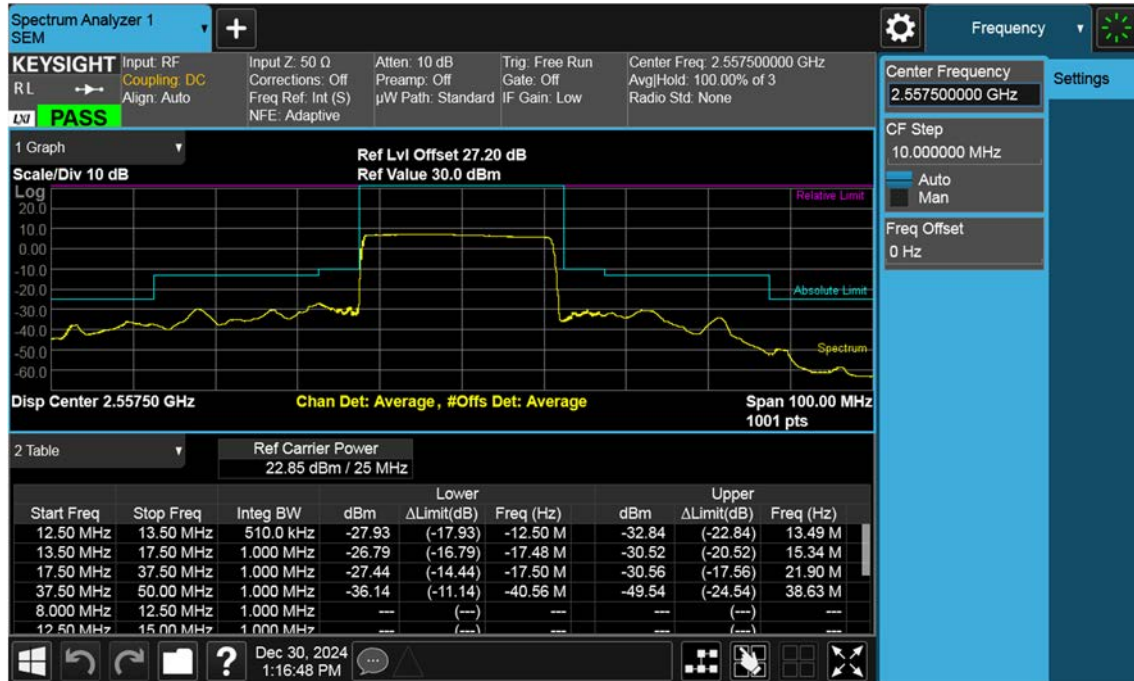 Spectrum Analyzer 1
SEM
Frequency
KEYSIGHT
RL
LXI PASS
Input: RF
Coupling: DC
Align: Auto
Input Z: 50 Ω
Corrections: Off
Freq Ref: Int (S)
NFE: Adaptive
Atten: 10 dB
Preamp: Off
µW Path: Standard
Trig: Free Run
Gate: Off
IF Gain: Low
Center Freq: 2.557500000 GHz
Avg|Hold: 100.00% of 3
Radio Std: None
Center Frequency
2.557500000 GHz
Settings
CF Step
10.000000 MHz
Auto
Man
Freq Offset
0 Hz
1 Graph
Scale/Div 10 dB
Ref Lvl Offset 27.20 dB
Ref Value 30.0 dBm
Log
20.0
10.0
0.00
-10.0
-20.0
-30.0
-40.0
-50.0
-60.0
Relative Limit
Absolute Limit
Spectrum
Disp Center 2.55750 GHz
Chan Det: Average, #Offs Det: Average
Span 100.00 MHz
1001 pts
2 Table
Ref Carrier Power
22.85 dBm / 25 MHz
Lower Upper
Start Freq Stop Freq Integ BW dBm ΔLimit(dB) Freq (Hz) dBm ΔLimit(dB) Freq (Hz)
12.50 MHz 13.50 MHz 510.0 kHz -27.93 (-17.93) -12.50 M -32.84 (-22.84) 13.49 M
13.50 MHz 17.50 MHz 1.000 MHz -26.79 (-16.79) -17.48 M -30.52 (-20.52) 15.34 M
17.50 MHz 37.50 MHz 1.000 MHz -27.44 (-14.44) -17.50 M -30.56 (-17.56) 21.90 M
37.50 MHz 50.00 MHz 1.000 MHz -36.14 (-11.14) -40.56 M -49.54 (-24.54) 38.63 M
8.000 MHz 12.50 MHz 1.000 MHz --- (---) --- --- (---) ---
12.50 MHz 15.00 MHz 1.000 MHz --- (---) --- --- (---) ---
?
Dec 30, 2024
1:16:48 PM